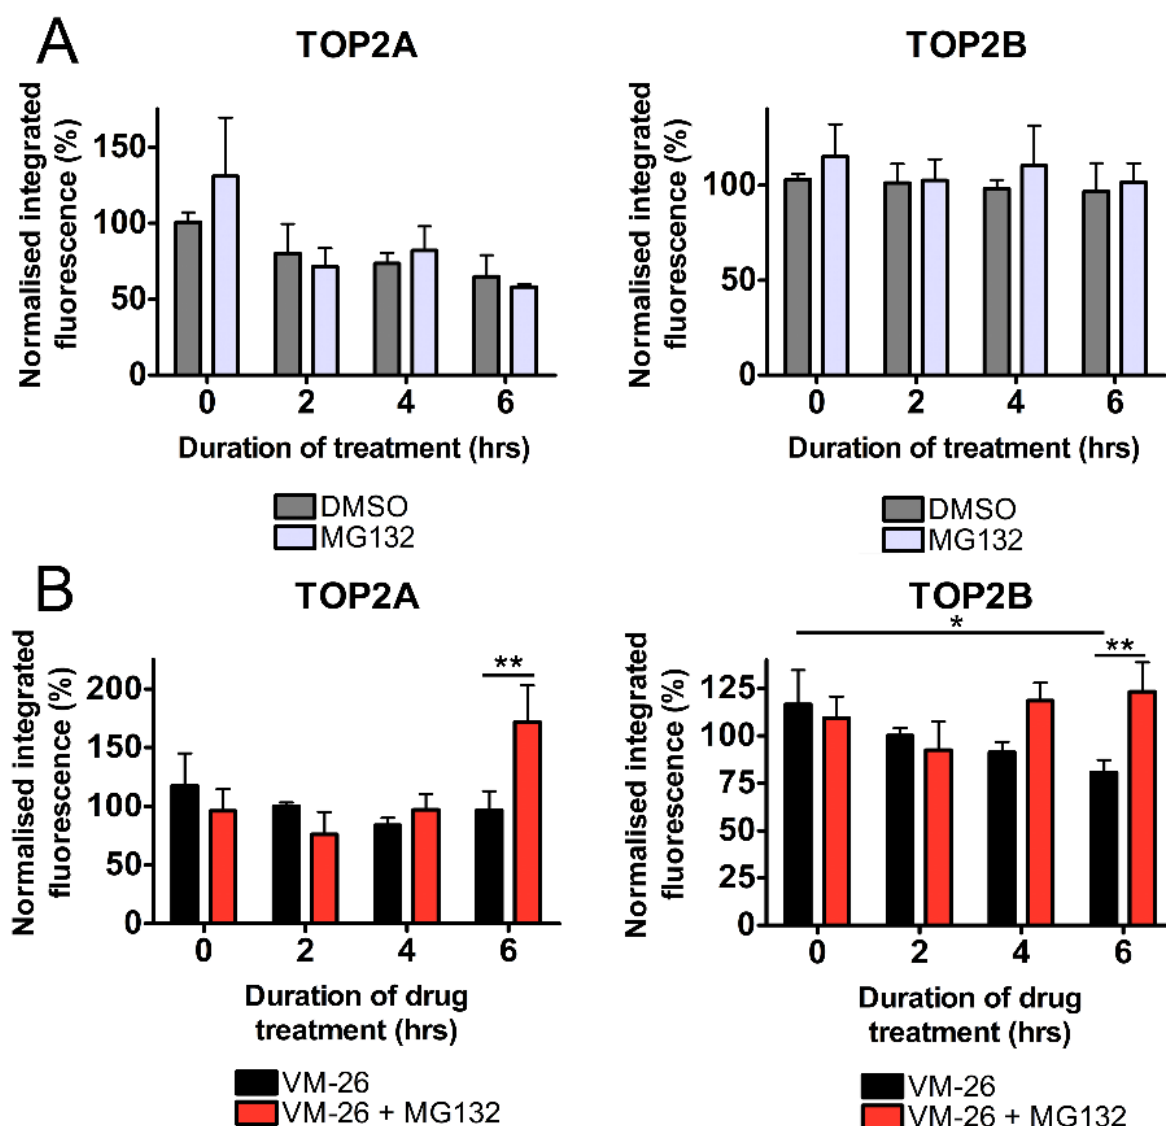 A
TOP2A
Normalised integrated
fluorescence (%)
150
100
50
0
0 2 4 6
Duration of treatment (hrs)
DMSO
MG132
TOP2B
Normalised integrated
fluorescence (%)
100
50
0
0 2 4 6
Duration of treatment (hrs)
DMSO
MG132
B
TOP2A
Normalised integrated
fluorescence (%)
200
150
100
50
0
**
0 2 4 6
Duration of drug
treatment (hrs)
VM-26
VM-26 + MG132
TOP2B
Normalised integrated
fluorescence (%)
125
100
75
50
25
0
*
**
0 2 4 6
Duration of drug
treatment (hrs)
VM-26
VM-26 + MG132